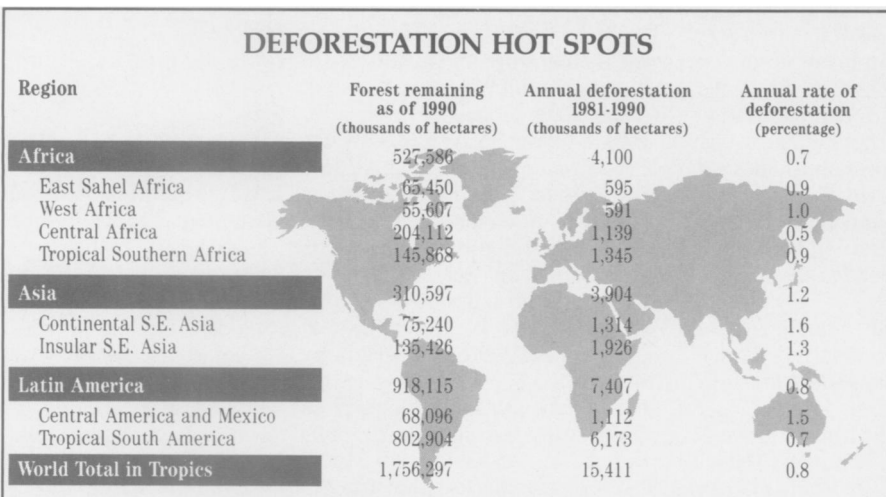 DEFORESTATION HOT SPOTS
Region Forest remaining Annual deforestation Annual rate of
as of 1990 1981-1990 deforestation
(thousands of hectares) (thousands of hectares) (percentage)
Africa 527,586 4,100 0.7
East Sahel Africa 65,450 595 0.9
West Africa 55,607 591 1.0
Central Africa 204,112 1,139 0.5
Tropical Southern Africa 145,868 1,345 0.9
Asia 310,597 3,904 1.2
Continental S.E. Asia 75,240 1,314 1.6
Insular S.E. Asia 135,426 1,926 1.3
Latin America 918,115 7,407 0.8
Central America and Mexico 68,096 1,112 1.5
Tropical South America 802,904 6,173 0.7
World Total in Tropics 1,756,297 15,411 0.8